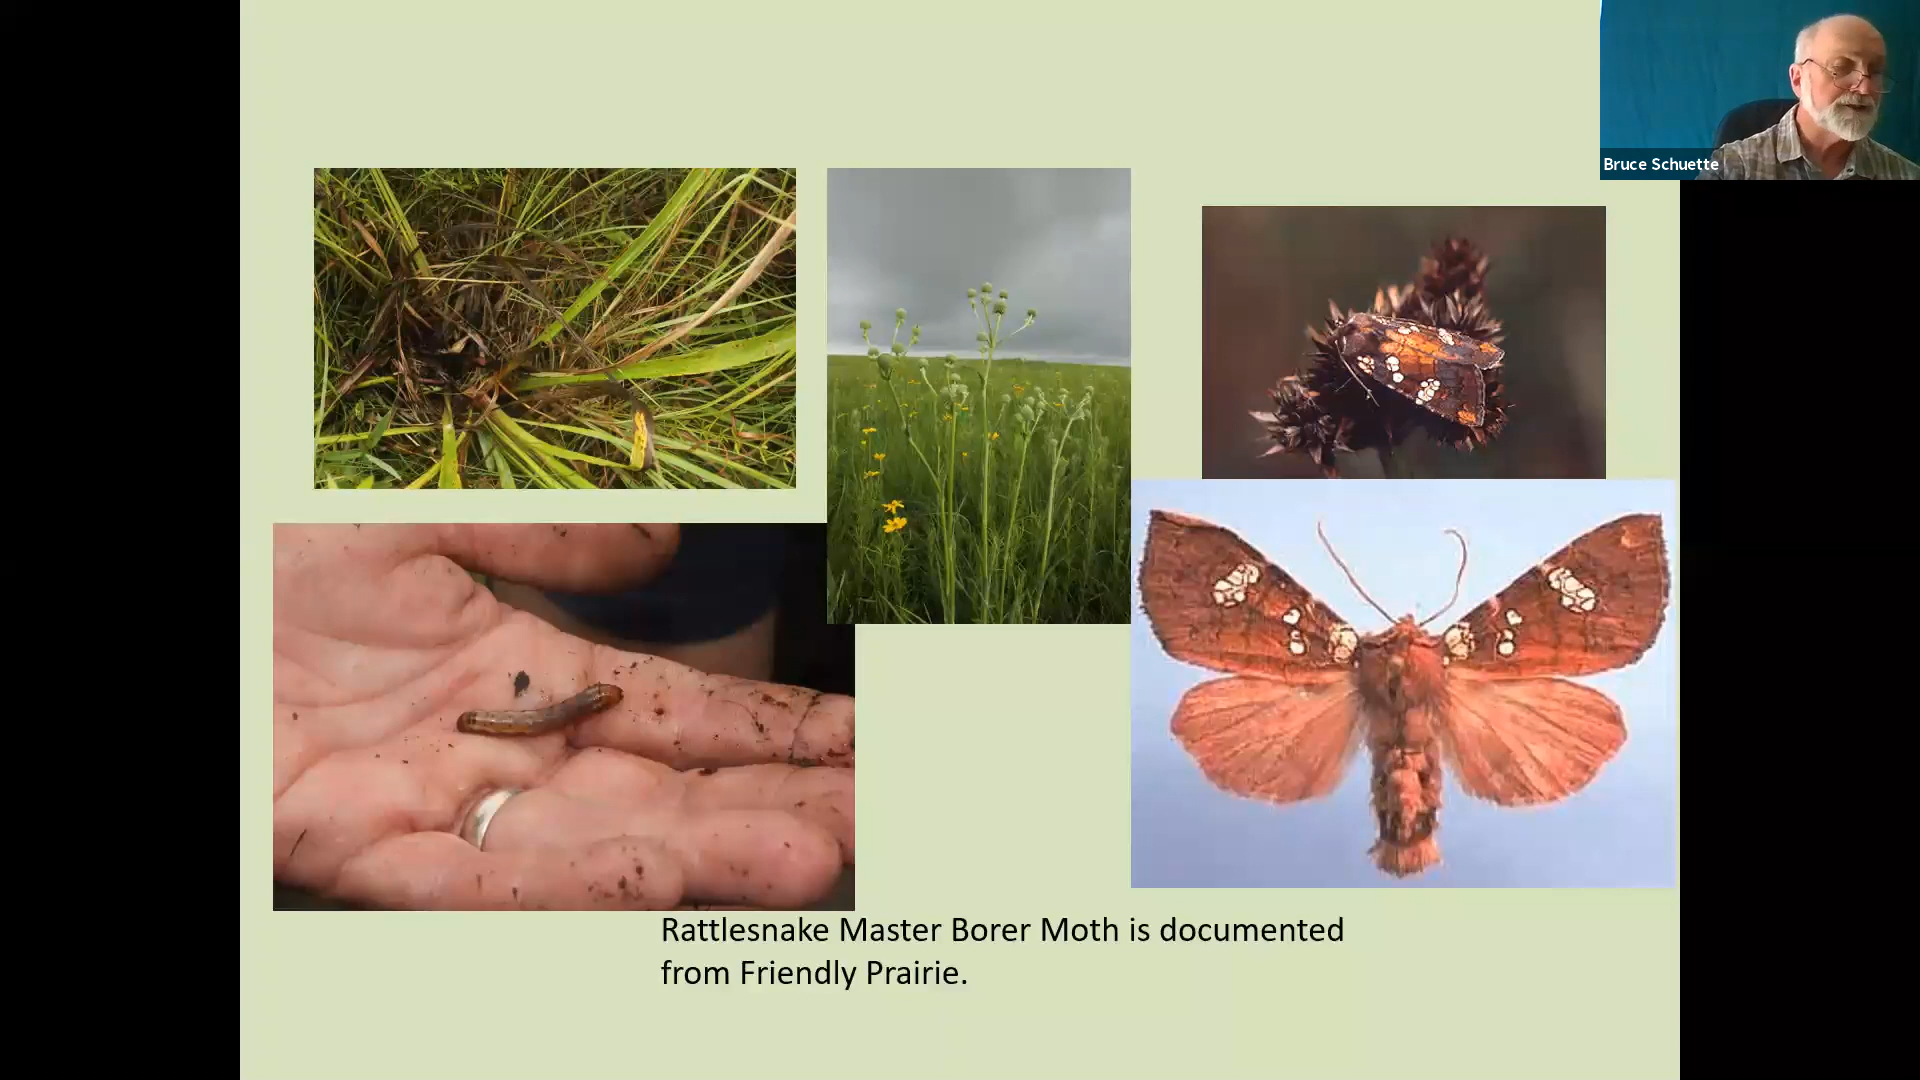 Bruce Schuette
Rattlesnake Master Borer Moth is documented
from Friendly Prairie.